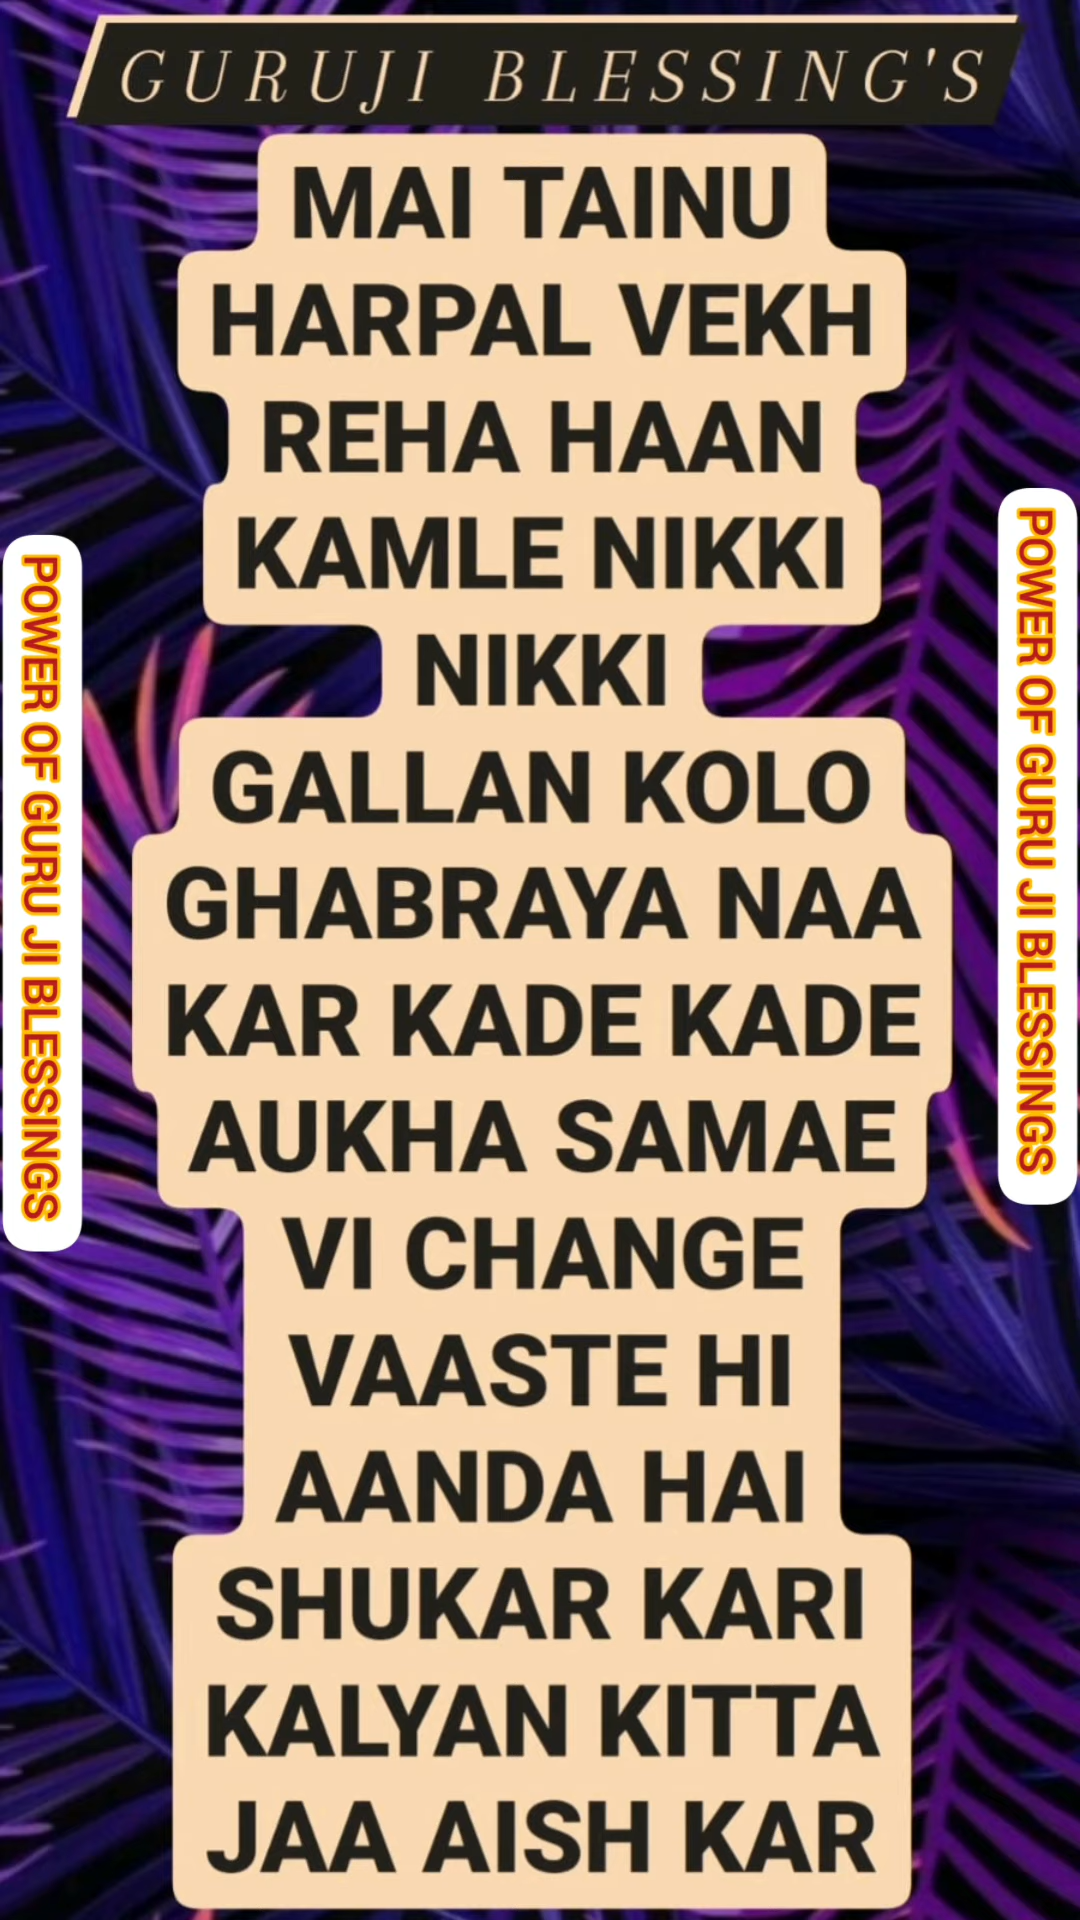 GURUJI BLESSING'S
MAI TAINU
HARPAL VEKH
REHA HAAN
KAMLE NIKKI
NIKKI
GALLAN KOLO
GHABRAYA NAA
KAR KADE KADE
AUKHA SAMAE
VI CHANGE
VAASTE HI
AANDA HAI
SHUKAR KARI
KALYAN KITTA
JAA AISH KAR
POWER OF GURU JI BLESSINGS
POWER OF GURU JI BLESSINGS